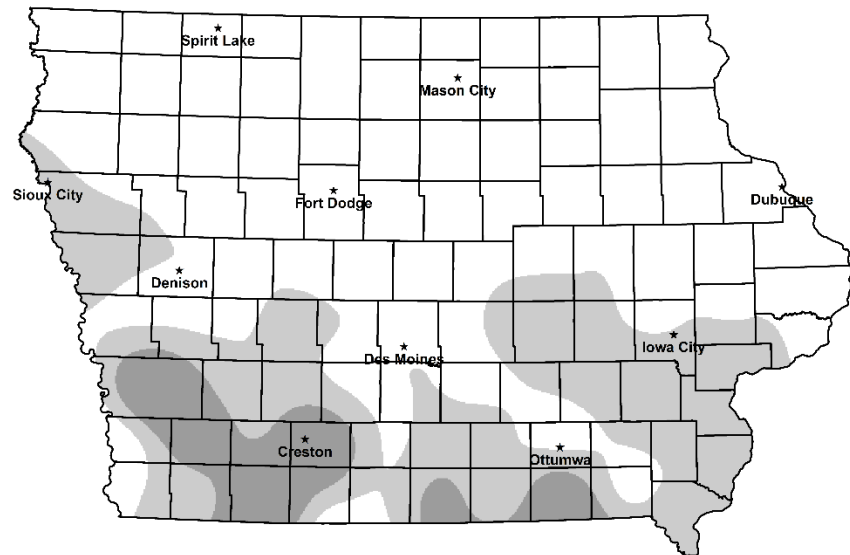 Spirit Lake
Mason City
Sioux City
Fort Dodge
Dubuque
Denison
Des Moines
Iowa City
Creston
Ottumwa